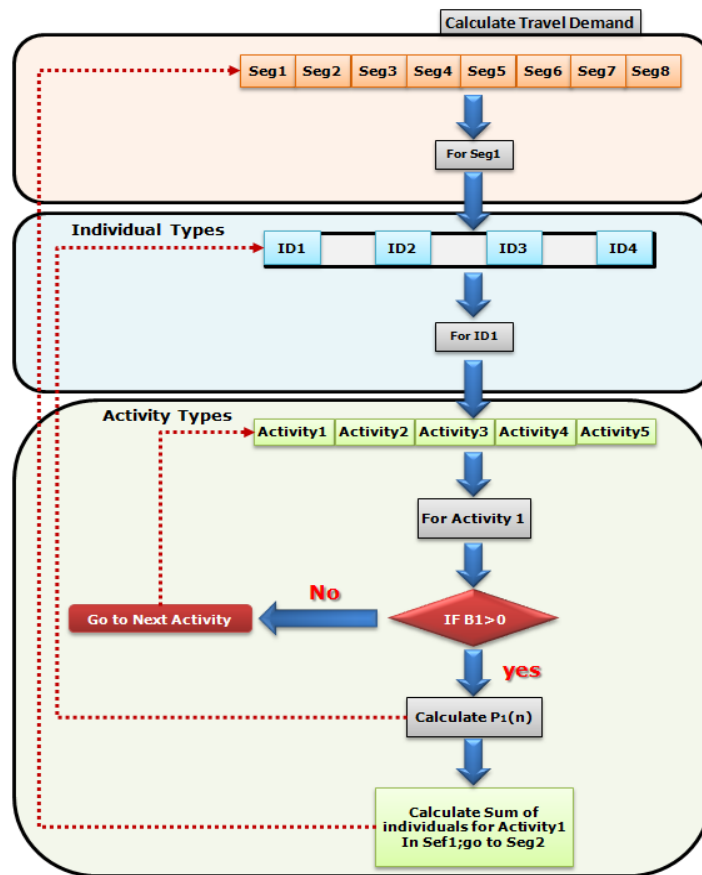 Calculate Travel Demand
Seg1 Seg2 Seg3 Seg4 Seg5 Seg6 Seg7 Seg8
For Seg1
Individual Types
ID1 ID2 ID3 ID4
For ID1
Activity Types
Activity1 Activity2 Activity3 Activity4 Activity5
For Activity 1
No
Go to Next Activity
IF B1>0
yes
Calculate P₁(n)
Calculate Sum of
individuals for Activity1
In Sef1;go to Seg2